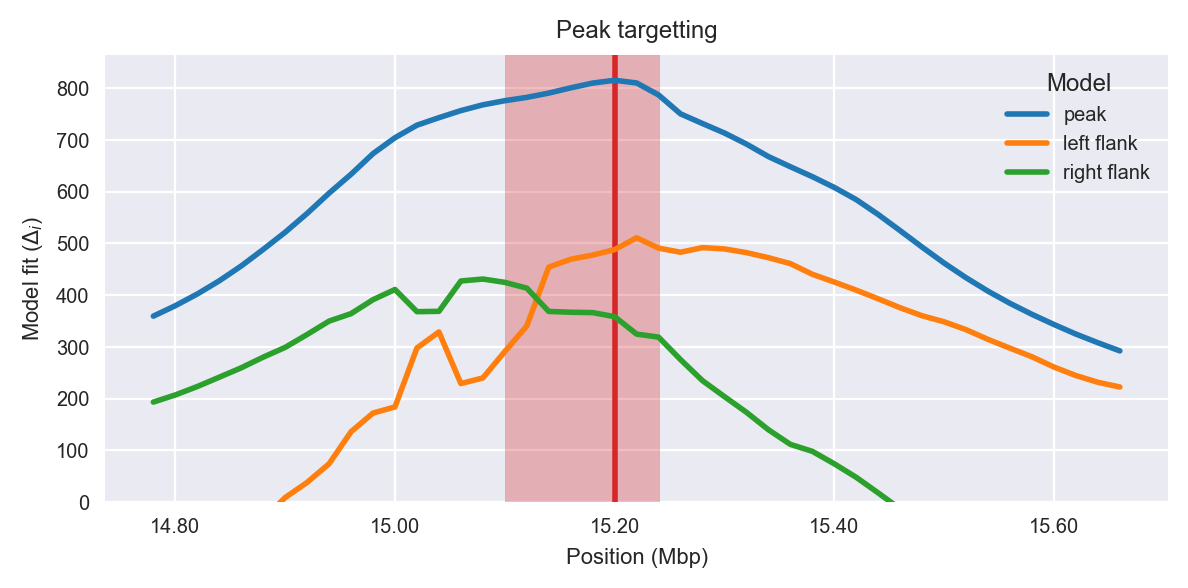 Peak targetting
Model fit (Δi)
800
700
600
500
400
300
200
100
0
Model
peak
left flank
right flank
14.80 15.00 15.20 15.40 15.60
Position (Mbp)